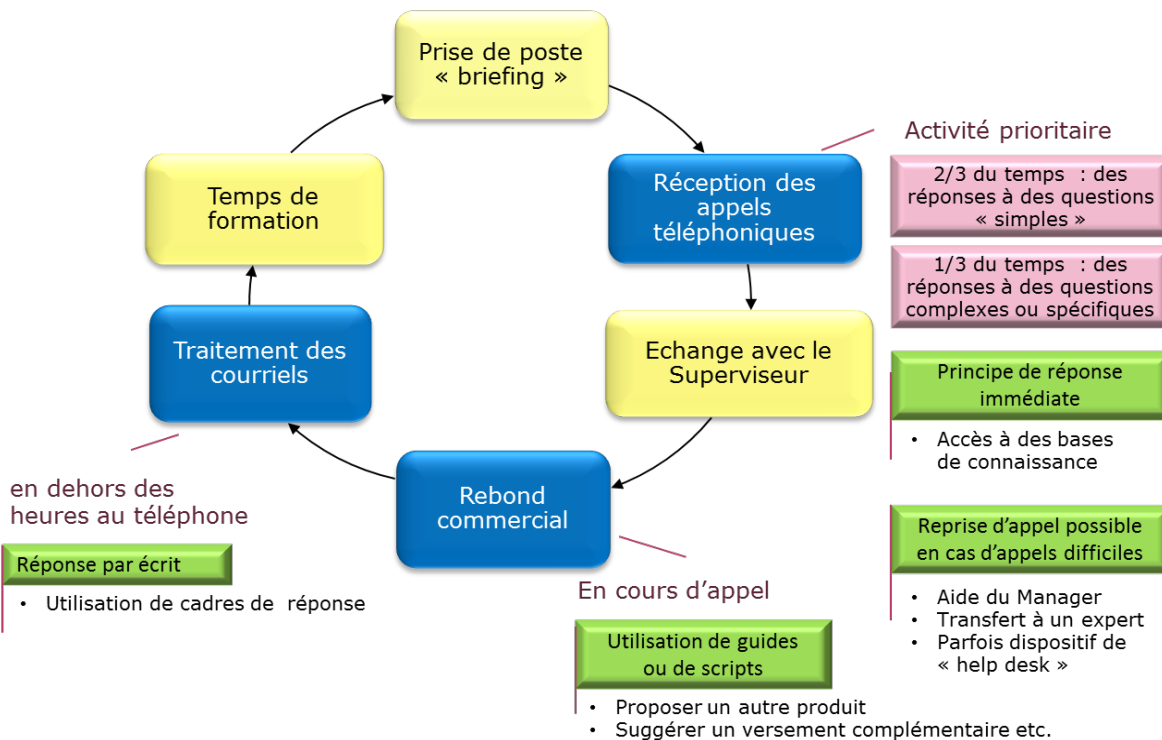 Prise de poste
« briefing »
Activité prioritaire
Réception des
appels
téléphoniques
2/3 du temps : des
réponses à des questions
« simples »
1/3 du temps : des
réponses à des questions
complexes ou spécifiques
Echange avec le
Superviseur
Principe de réponse
immédiate
• Accès à des bases
de connaissance
Reprise d’appel possible
en cas d’appels difficiles
• Aide du Manager
• Transfert à un expert
• Parfois dispositif de
« help desk »
Rebond
commercial
En cours d’appel
Utilisation de guides
ou de scripts
• Proposer un autre produit
• Suggérer un versement complémentaire etc.
Traitement des
courriels
en dehors des
heures au téléphone
Réponse par écrit
• Utilisation de cadres de réponse
Temps de
formation